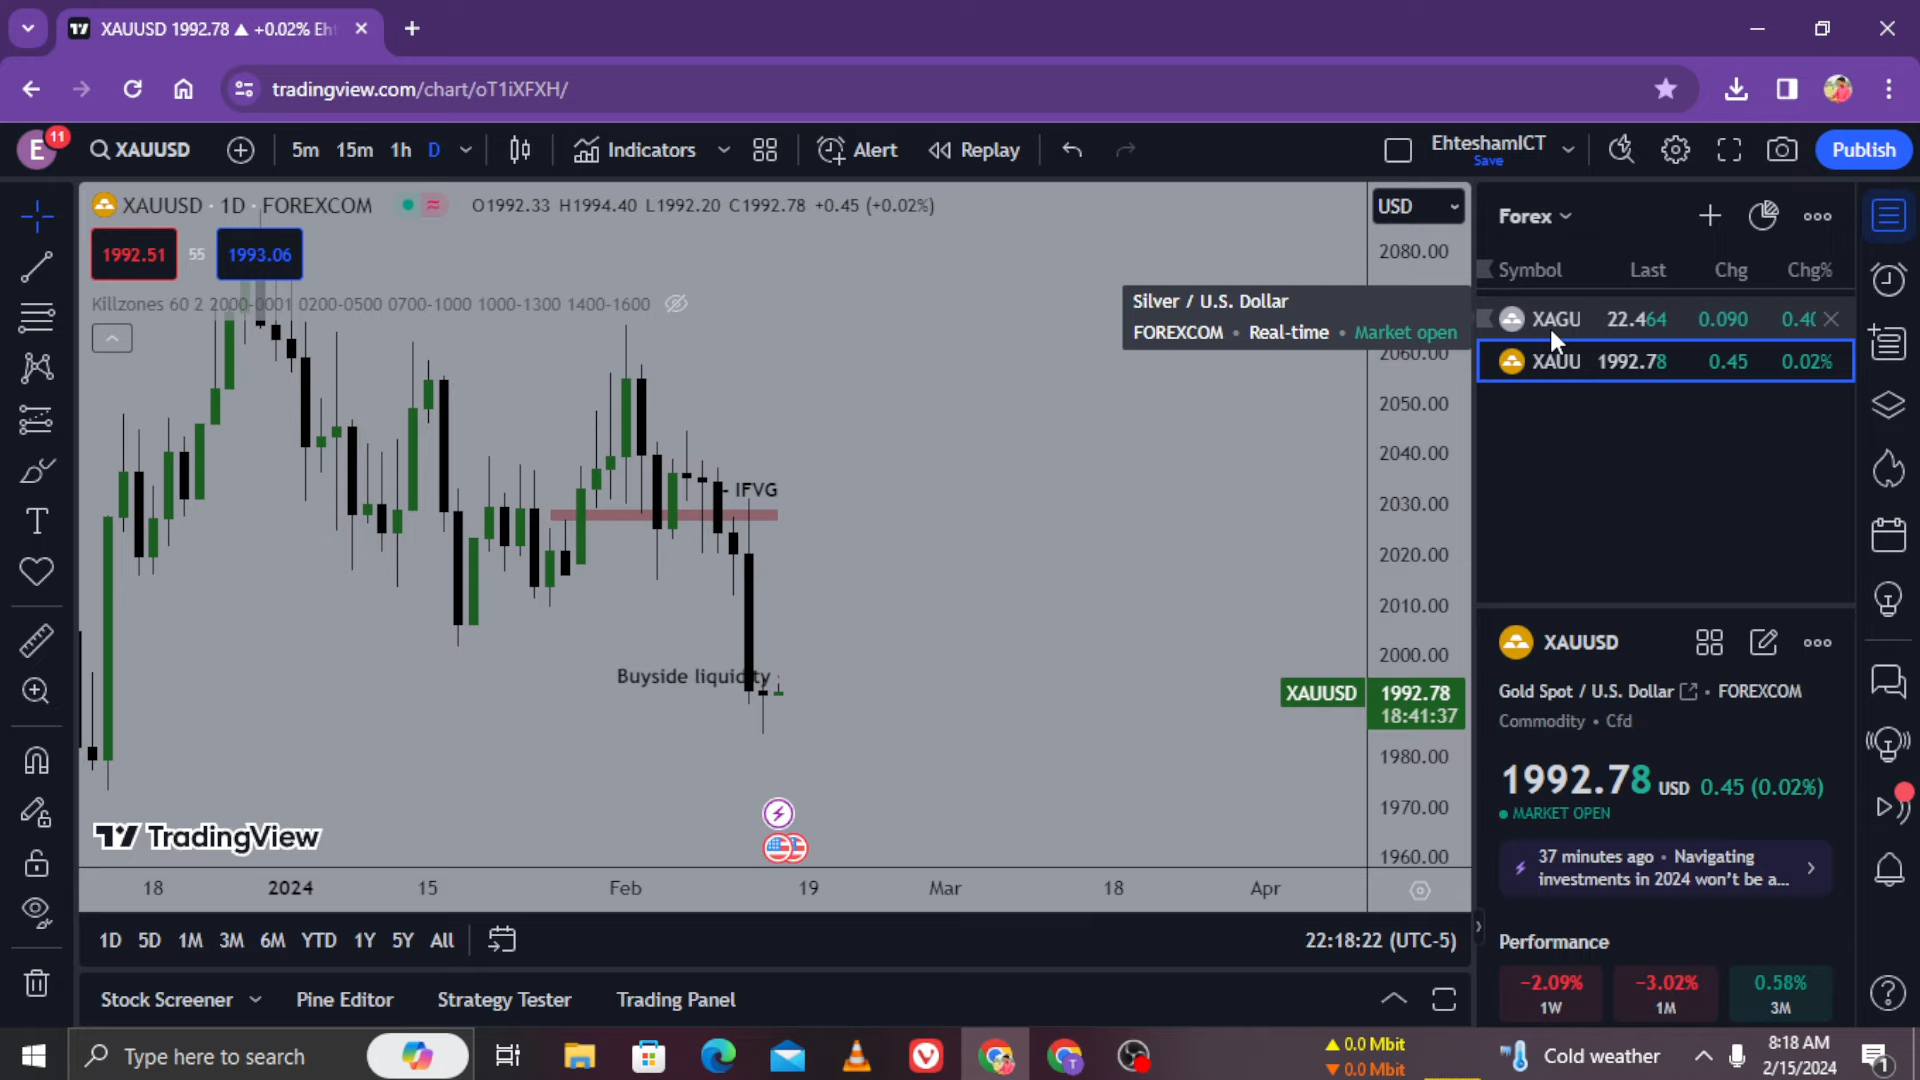 XAUUSD 1992.78 ▲ +0.02% Eh
tradingview.com/chart/oT1iXFXH/
E 11 XAUUSD 5m 15m 1h D Indicators Alert Replay EhteshamICT Save Publish
XAUUSD · 1D · FOREXCOM O1992.33 H1994.40 L1992.20 C1992.78 +0.45 (+0.02%)
USD
1992.51 55 1993.06
Killzones 60 2 2000-0001 0200-0500 0700-1000 1000-1300 1400-1600
2080.00
2060.00
2050.00
2040.00
2030.00
2020.00
2010.00
2000.00
1980.00
1970.00
1960.00
- IFVG
Buyside liquidity
XAUUSD 1992.78
18:41:37
TradingView
18 2024 15 Feb 19 Mar 18 Apr
1D 5D 1M 3M 6M YTD 1Y 5Y All 22:18:22 (UTC-5)
Stock Screener Pine Editor Strategy Tester Trading Panel
Silver / U.S. Dollar
FOREXCOM • Real-time • Market open
Forex
Symbol Last Chg Chg%
XAGU 22.464 0.090 0.40
XAUU 1992.78 0.45 0.02%
XAUUSD
Gold Spot / U.S. Dollar • FOREXCOM
Commodity • Cfd
1992.78 USD 0.45 (0.02%)
MARKET OPEN
37 minutes ago • Navigating
investments in 2024 won't be a...
Performance
−2.09% −3.02% 0.58%
1W 1M 3M
Type here to search
▲ 0.0 Mbit
▼ 0.0 Mbit
Cold weather
8:18 AM
2/15/2024
1